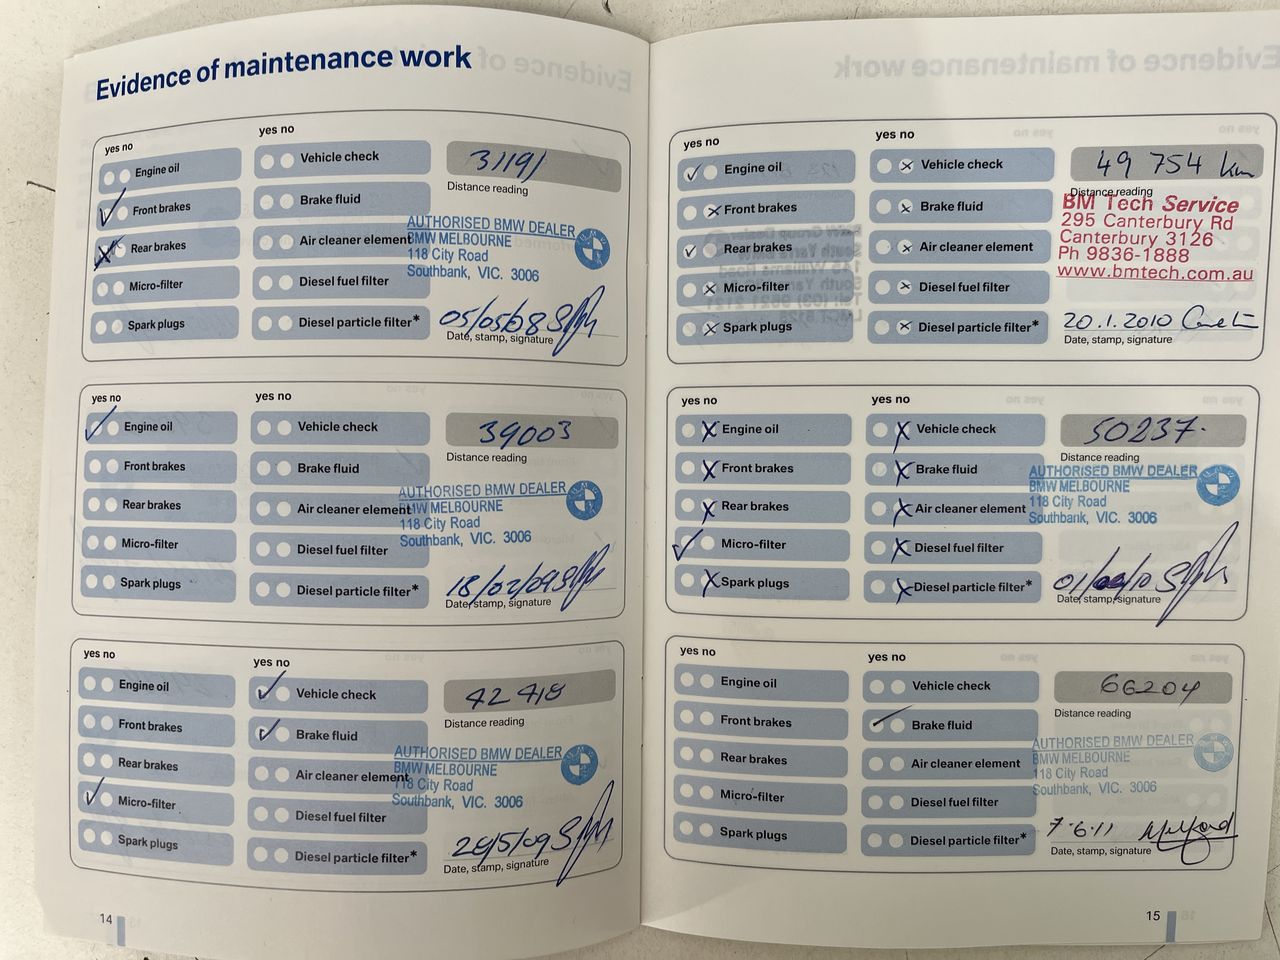 Evidence of maintenance work
yes no
yes no
Engine oil
Front brakes
Rear brakes
Micro-filter
Spark plugs
Vehicle check
Brake fluid
Air cleaner element
Diesel fuel filter
Diesel particle filter*
31191
Distance reading
AUTHORISED BMW DEALER
BMW MELBOURNE
118 City Road
Southbank, VIC. 3006
05/05/08
Date, stamp, signature
yes no
yes no
Engine oil
Front brakes
Rear brakes
Micro-filter
Spark plugs
Vehicle check
Brake fluid
Air cleaner element
Diesel fuel filter
Diesel particle filter*
39003
Distance reading
AUTHORISED BMW DEALER
BMW MELBOURNE
118 City Road
Southbank, VIC. 3006
18/02/09
Date, stamp, signature
yes no
yes no
Engine oil
Front brakes
Rear brakes
Micro-filter
Spark plugs
Vehicle check
Brake fluid
Air cleaner element
Diesel fuel filter
Diesel particle filter*
42418
Distance reading
AUTHORISED BMW DEALER
BMW MELBOURNE
118 City Road
Southbank, VIC. 3006
Date, stamp, signature
14
yes no
yes no
Engine oil
Front brakes
Rear brakes
Micro-filter
Spark plugs
Vehicle check
Brake fluid
Air cleaner element
Diesel fuel filter
Diesel particle filter*
49 754 km
Distance reading
BM Tech Service
295 Canterbury Rd
Canterbury 3126
Ph 9836-1888
www.bmtech.com.au
20.1.2010
Date, stamp, signature
yes no
yes no
Engine oil
Front brakes
Rear brakes
Micro-filter
Spark plugs
Vehicle check
Brake fluid
Air cleaner element
Diesel fuel filter
Diesel particle filter*
50237.
Distance reading
AUTHORISED BMW DEALER
BMW MELBOURNE
118 City Road
Southbank, VIC. 3006
Date, stamp, signature
yes no
yes no
Engine oil
Front brakes
Rear brakes
Micro-filter
Spark plugs
Vehicle check
Brake fluid
Air cleaner element
Diesel fuel filter
Diesel particle filter*
66204
Distance reading
AUTHORISED BMW DEALER
BMW MELBOURNE
118 City Road
Southbank, VIC. 3006
7.6.11
Date, stamp, signature
15